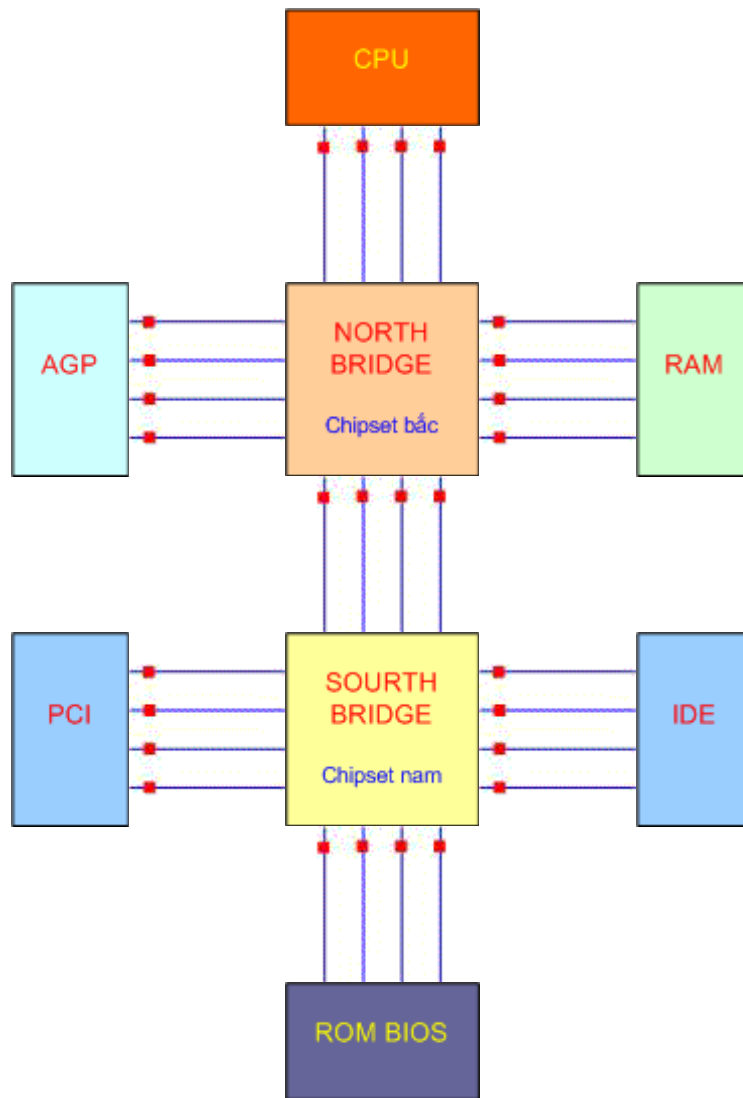 CPU
AGP
NORTH
BRIDGE
Chipset bắc
RAM
PCI
SOURTH
BRIDGE
Chipset nam
IDE
ROM BIOS